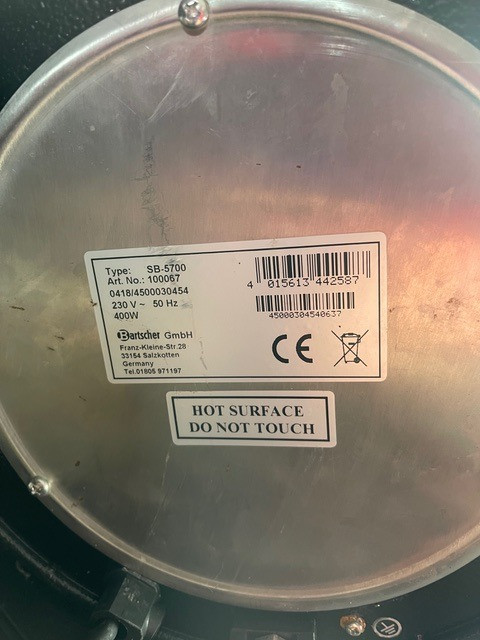 Type: SB-5700
Art. No.: 100067
0418/4500030454
230 V ~ 50 Hz
400W
Bartscher GmbH
Franz-Kleine-Str.28
33154 Salzkotten
Germany
Tel.01805 971197
4 015613 442587
45000304540637
CE
HOT SURFACE
DO NOT TOUCH